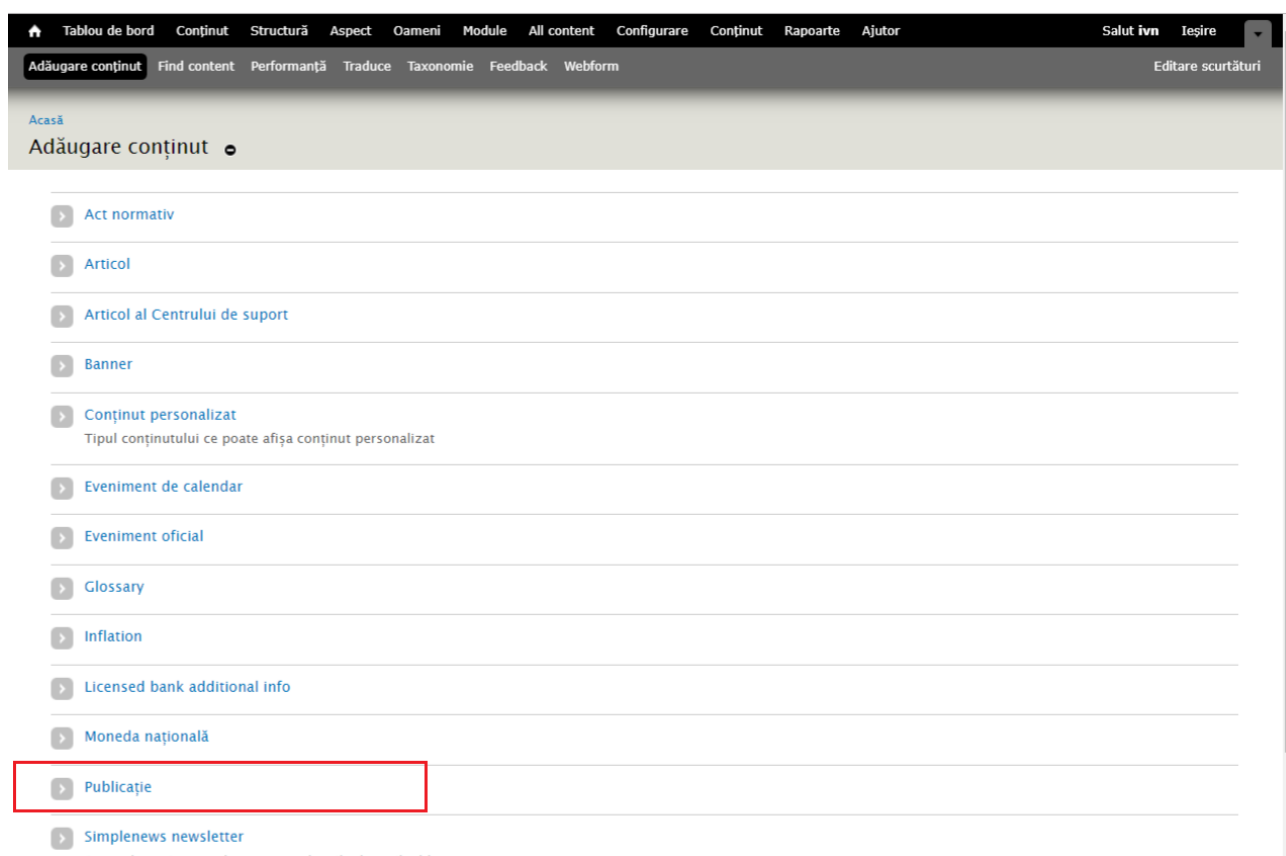 Tablou de bord Conținut Structură Aspect Oameni Module All content Configurare Conținut Rapoarte Ajutor Salut ivn Ieșire
Adăugare conținut Find content Performanță Traduce Taxonomie Feedback Webform Editare scurtături
Acasă
Adăugare conținut
Act normativ
Articol
Articol al Centrului de suport
Banner
Conținut personalizat
Tipul conținutului ce poate afișa conținut personalizat
Eveniment de calendar
Eveniment oficial
Glossary
Inflation
Licensed bank additional info
Moneda națională
Publicație
Simplenews newsletter